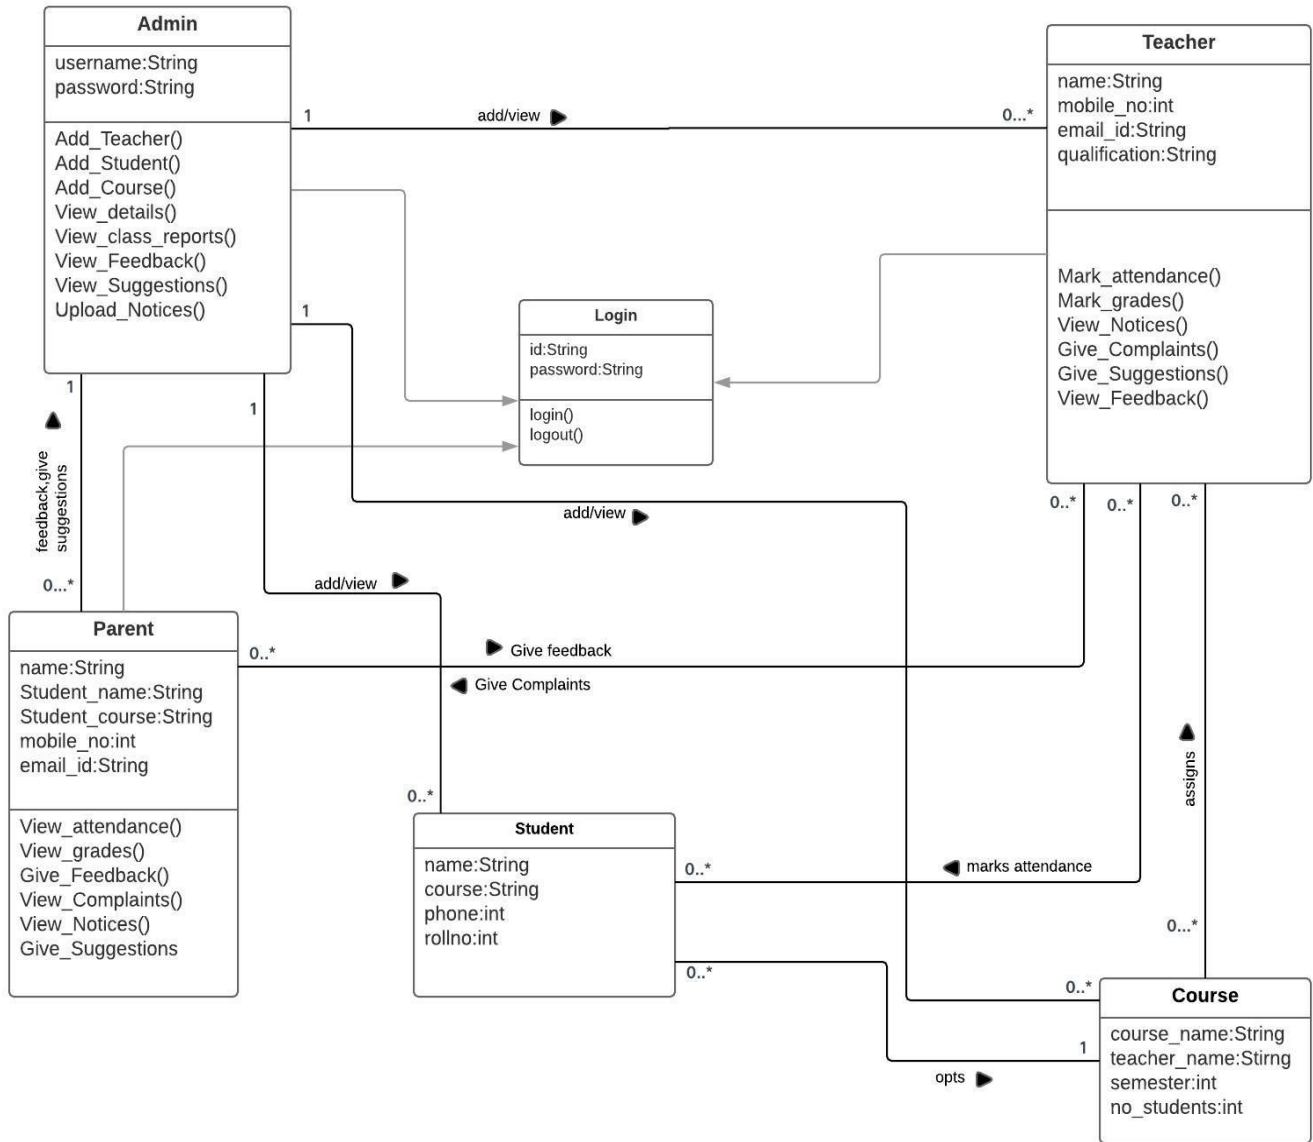 Admin
username:String
password:String
Add_Teacher()
Add_Student()
Add_Course()
View_details()
View_class_reports()
View_Feedback()
View_Suggestions()
Upload_Notices()
1
add/view
0...*
Teacher
name:String
mobile_no:int
email_id:String
qualification:String
Mark_attendance()
Mark_grades()
View_Notices()
Give_Complaints()
Give_Suggestions()
View_Feedback()
Login
id:String
password:String
login()
logout()
1
1
1
feedback,give
suggestions
0...*
add/view
add/view
0..*
0..*
0..*
Parent
name:String
Student_name:String
Student_course:String
mobile_no:int
email_id:String
View_attendance()
View_grades()
Give_Feedback()
View_Complaints()
View_Notices()
Give_Suggestions
0..*
Give feedback
Give Complaints
0..*
Student
name:String
course:String
phone:int
rollno:int
0..*
marks attendance
assigns
0...*
0..*
0..*
1
opts
Course
course_name:String
teacher_name:Stirng
semester:int
no_students:int